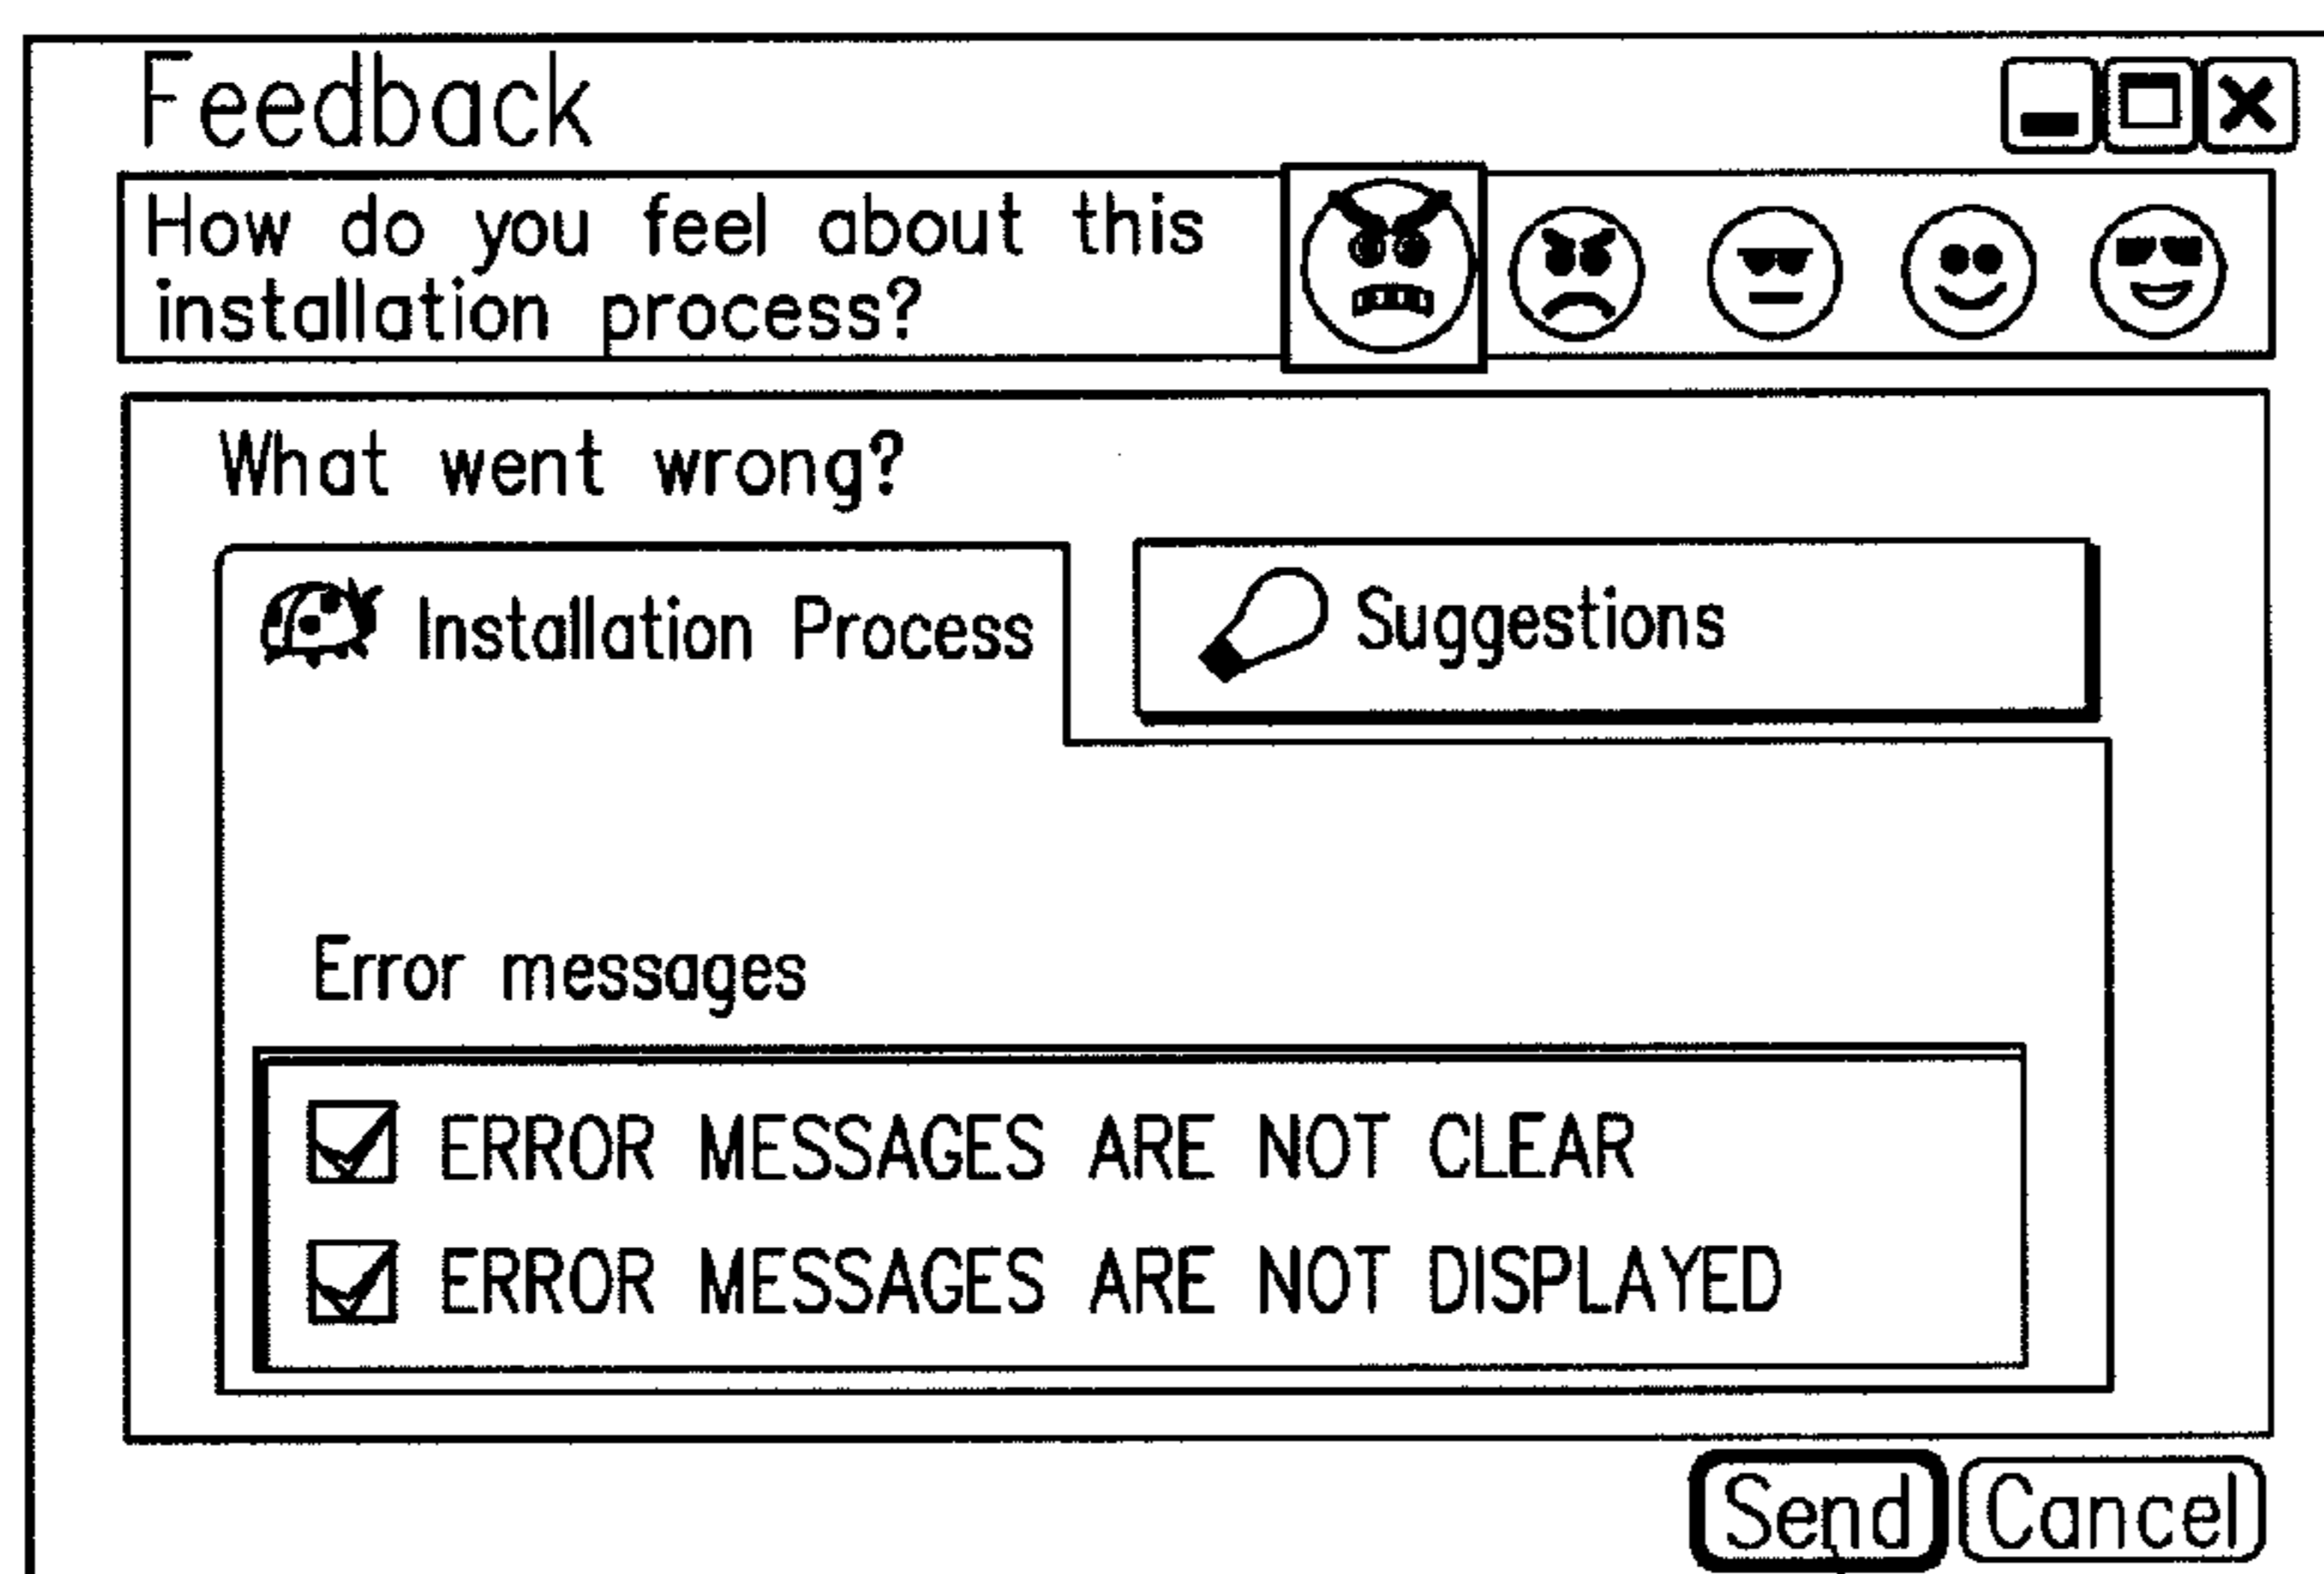 Feedback
How do you feel about this
installation process?
What went wrong?
Installation Process
Suggestions
Error messages
ERROR MESSAGES ARE NOT CLEAR
ERROR MESSAGES ARE NOT DISPLAYED
Send Cancel